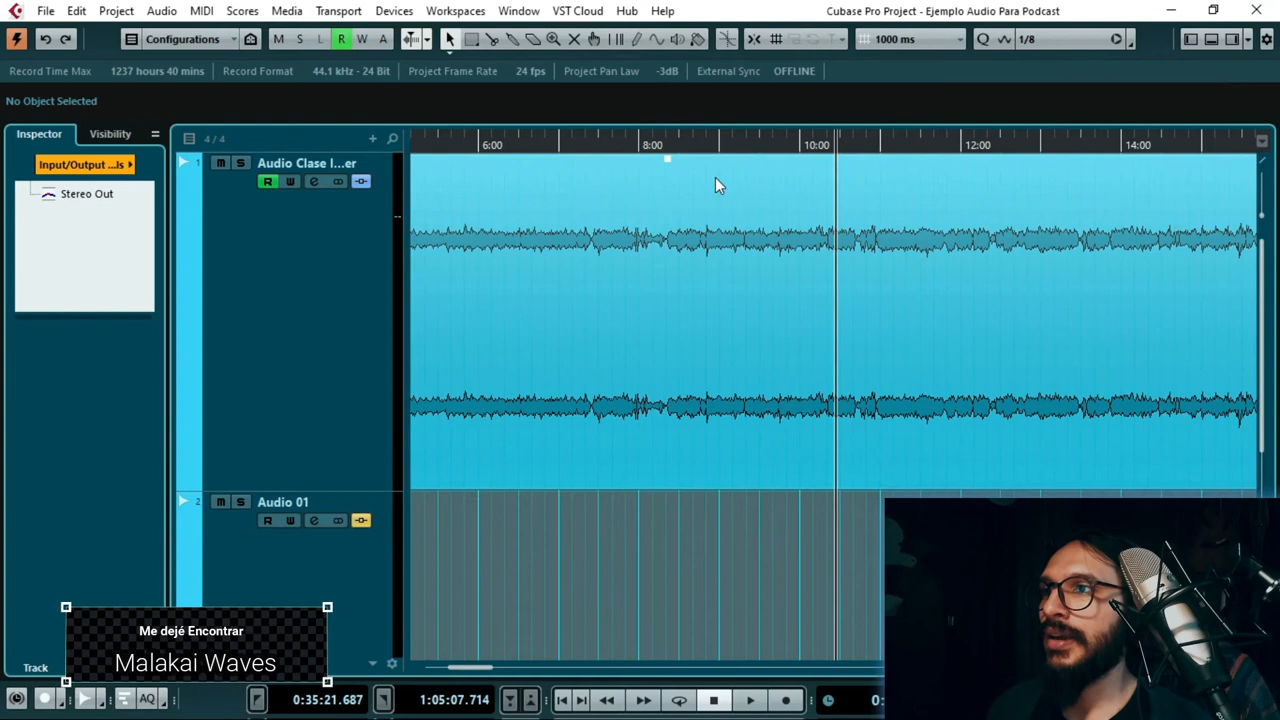 File Edit Project Audio MIDI Scores Media Transport Devices Workspaces Window VST Cloud Hub Help Cubase Pro Project - Ejemplo Audio Para Podcast
Configurations M S L R W A 1000 ms Q 1/8
Record Time Max 1237 hours 40 mins Record Format 44.1 kHz - 24 Bit Project Frame Rate 24 fps Project Pan Law -3dB External Sync OFFLINE
No Object Selected
Inspector Visibility 4 / 4 6:00 8:00 10:00 12:00 14:00
Input/Output ...ls
Stereo Out
1 m S Audio Clase I...er
R W e
2 m S Audio 01
R W e
Me dejé Encontrar
Malakai Waves
Track
AQ 0:35:21.687 1:05:07.714